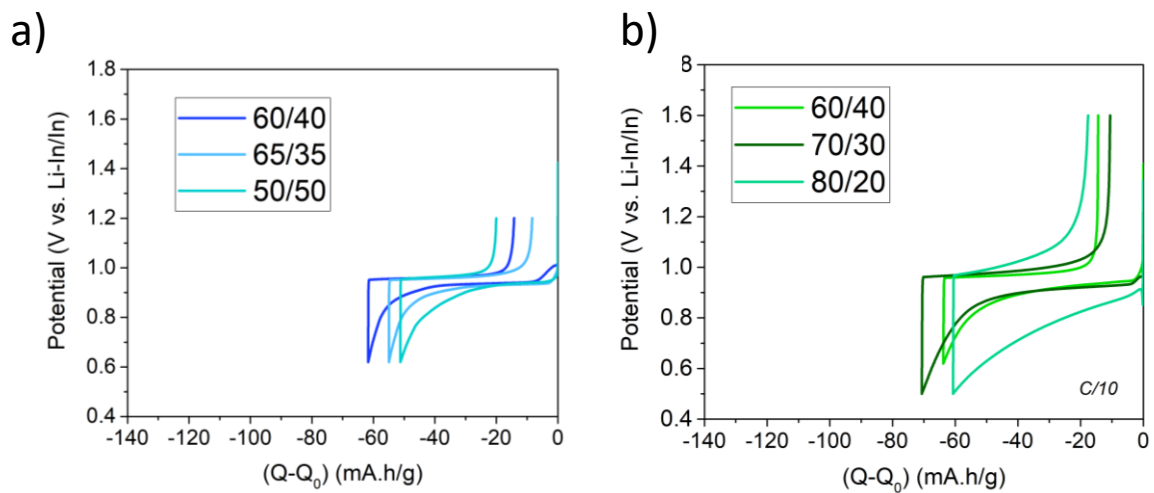 a)
Potential (V vs. Li-In/In)
1.8
1.6
1.4
1.2
1.0
0.8
0.6
0.4
60/40
65/35
50/50
-140 -120 -100 -80 -60 -40 -20 0
(Q-Q0) (mA.h/g)
b)
Potential (V vs. Li-In/In)
8
1.6
1.4
1.2
1.0
0.8
0.6
0.4
60/40
70/30
80/20
C/10
-140 -120 -100 -80 -60 -40 -20 0
(Q-Q0) (mA.h/g)